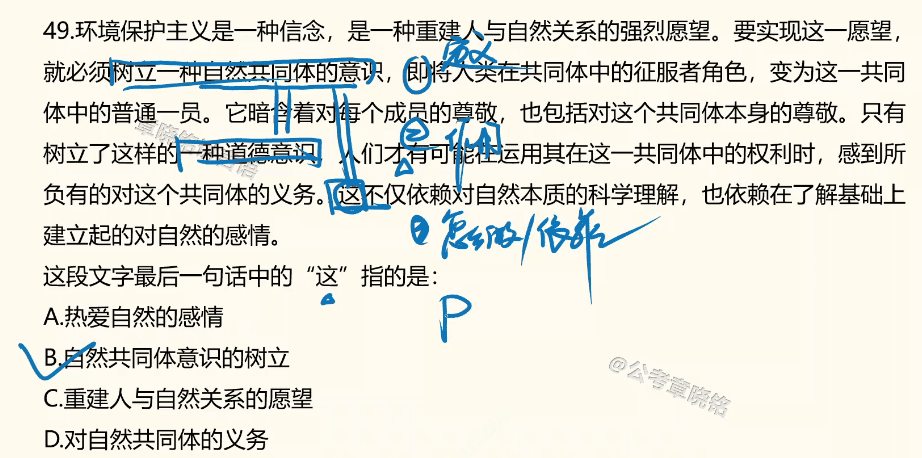 49.环境保护主义是一种信念，是一种重建人与自然关系的强烈愿望。要实现这一愿望，
就必须树立一种自然共同体的意识，即将人类在共同体中的征服者角色，变为这一共同
体中的普通一员。它暗含着对每个成员的尊敬，也包括对这个共同体本身的尊敬。只有
树立了这样的一种道德意识，人们才有可能在运用其在这一共同体中的权利时，感到所
负有的对这个共同体的义务。这不仅依赖对自然本质的科学理解，也依赖在了解基础上
建立起的对自然的感情。
这段文字最后一句话中的“这”指的是：
A.热爱自然的感情
B.自然共同体意识的树立
C.重建人与自然关系的愿望
D.对自然共同体的义务
① 意义
②
③ 怎么做/依靠
P
章晓铭
@公考章晓铭